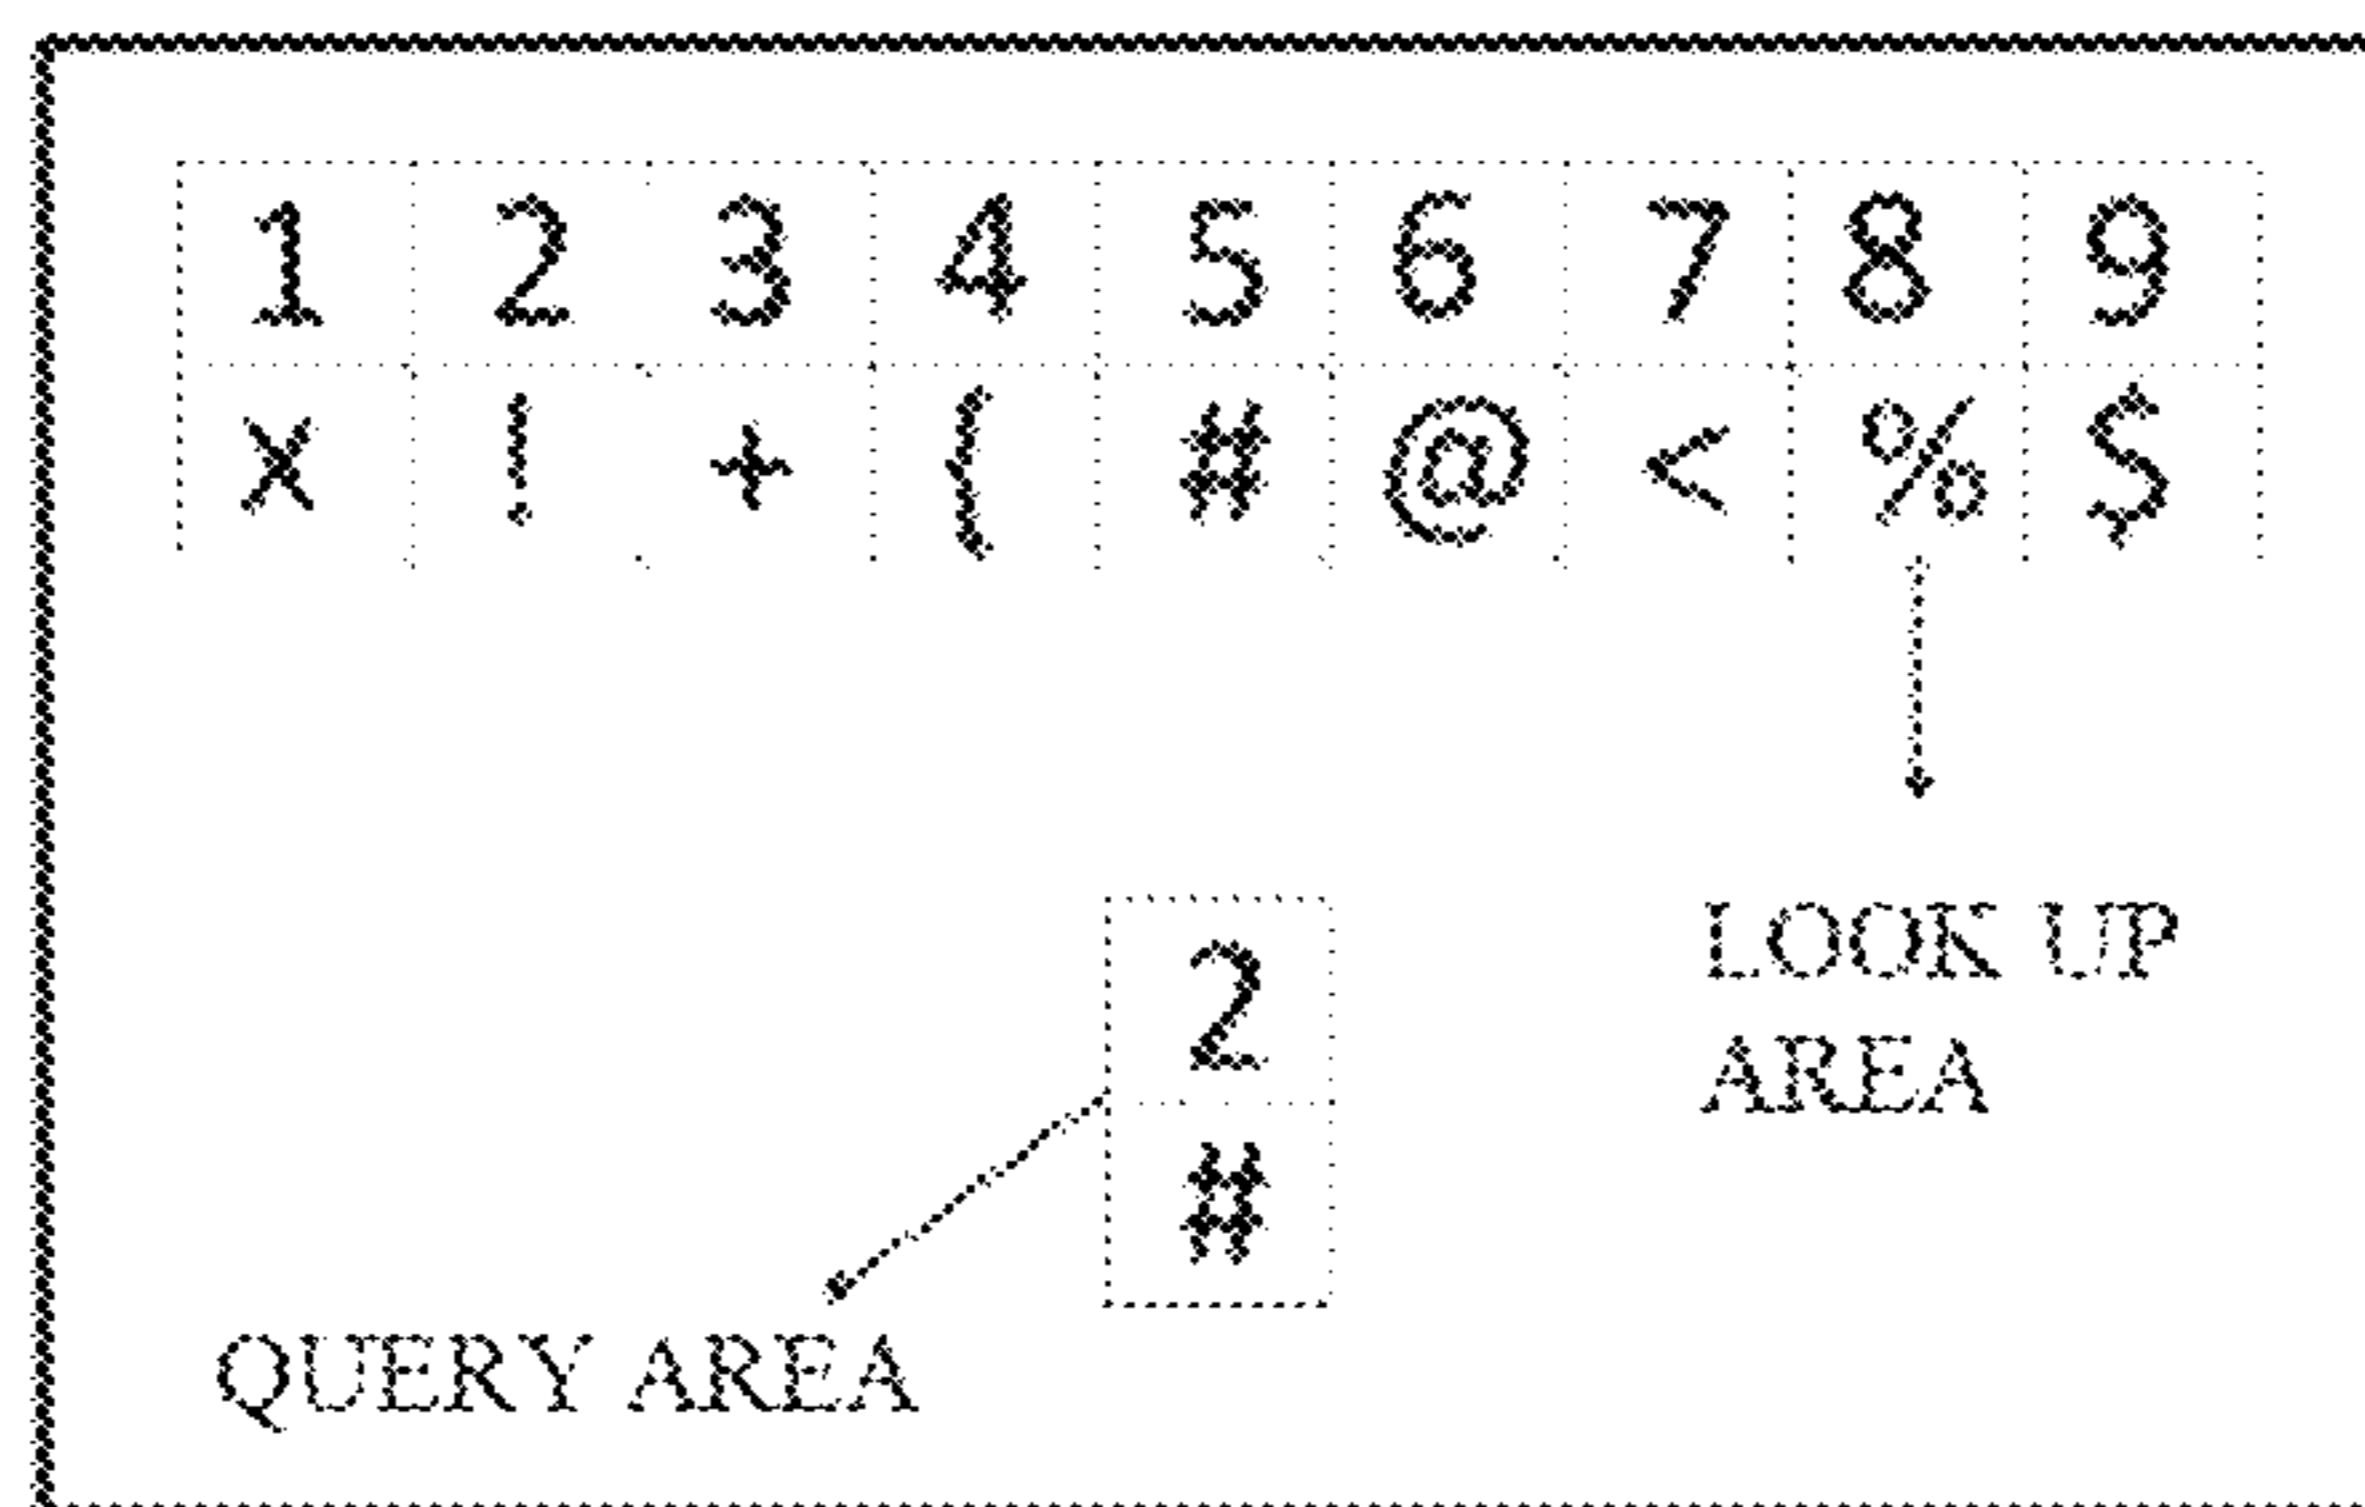 1 2 3 4 5 6 7 8 9
× ! + ( # @ < % $
2
#
LOOK UP
AREA
QUERY AREA